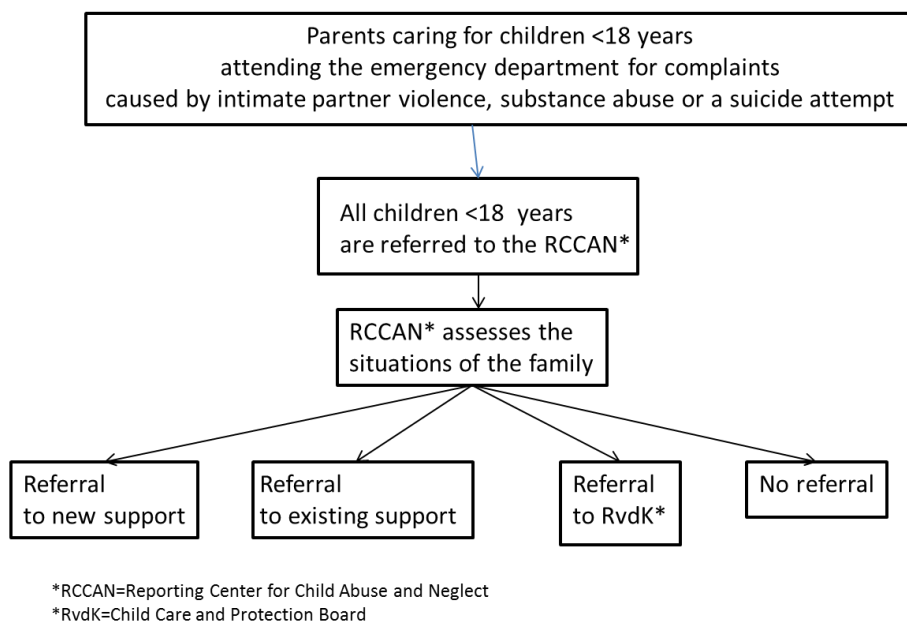 Parents caring for children <18 years
attending the emergency department for complaints
caused by intimate partner violence, substance abuse or a suicide attempt
All children <18 years
are referred to the RCCAN*
RCCAN* assesses the
situations of the family
Referral
to new support
Referral
to existing support
Referral
to RvdK*
No referral
*RCCAN=Reporting Center for Child Abuse and Neglect
*RvdK=Child Care and Protection Board